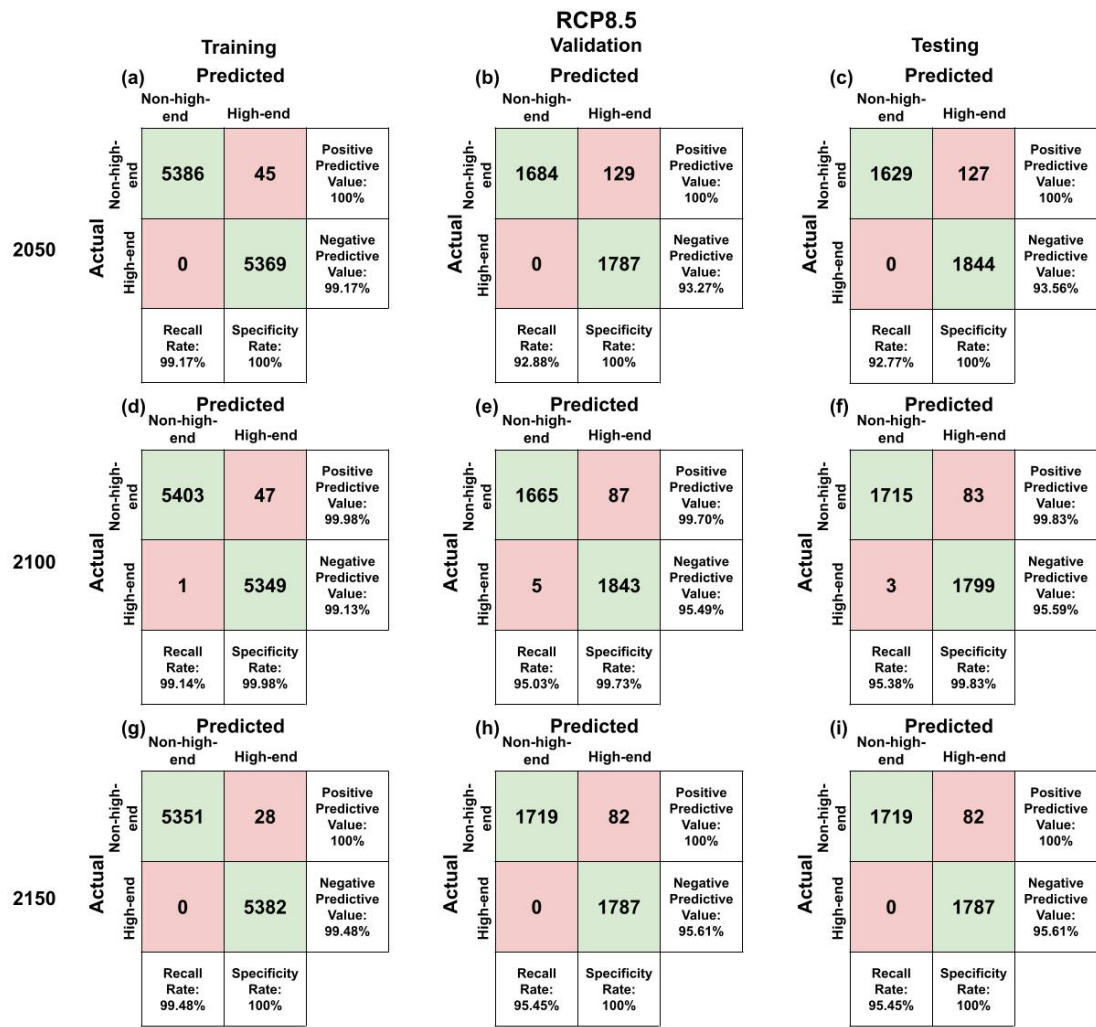 RCP8.5
Training
Validation
Testing
(a)
Predicted
Non-high-
end
High-end
2050
Actual
Non-high-
end
5386
45
Positive
Predictive
Value:
100%
High-end
0
5369
Negative
Predictive
Value:
99.17%
Recall
Rate:
99.17%
Specificity
Rate:
100%
(b)
Predicted
Non-high-
end
High-end
Actual
Non-high-
end
1684
129
Positive
Predictive
Value:
100%
High-end
0
1787
Negative
Predictive
Value:
93.27%
Recall
Rate:
92.88%
Specificity
Rate:
100%
(c)
Predicted
Non-high-
end
High-end
Actual
Non-high-
end
1629
127
Positive
Predictive
Value:
100%
High-end
0
1844
Negative
Predictive
Value:
93.56%
Recall
Rate:
92.77%
Specificity
Rate:
100%
(d)
Predicted
Non-high-
end
High-end
2100
Actual
Non-high-
end
5403
47
Positive
Predictive
Value:
99.98%
High-end
1
5349
Negative
Predictive
Value:
99.13%
Recall
Rate:
99.14%
Specificity
Rate:
99.98%
(e)
Predicted
Non-high-
end
High-end
Actual
Non-high-
end
1665
87
Positive
Predictive
Value:
99.70%
High-end
5
1843
Negative
Predictive
Value:
95.49%
Recall
Rate:
95.03%
Specificity
Rate:
99.73%
(f)
Predicted
Non-high-
end
High-end
Actual
Non-high-
end
1715
83
Positive
Predictive
Value:
99.83%
High-end
3
1799
Negative
Predictive
Value:
95.59%
Recall
Rate:
95.38%
Specificity
Rate:
99.83%
(g)
Predicted
Non-high-
end
High-end
2150
Actual
Non-high-
end
5351
28
Positive
Predictive
Value:
100%
High-end
0
5382
Negative
Predictive
Value:
99.48%
Recall
Rate:
99.48%
Specificity
Rate:
100%
(h)
Predicted
Non-high-
end
High-end
Actual
Non-high-
end
1719
82
Positive
Predictive
Value:
100%
High-end
0
1787
Negative
Predictive
Value:
95.61%
Recall
Rate:
95.45%
Specificity
Rate:
100%
(i)
Predicted
Non-high-
end
High-end
Actual
Non-high-
end
1719
82
Positive
Predictive
Value:
100%
High-end
0
1787
Negative
Predictive
Value:
95.61%
Recall
Rate:
95.45%
Specificity
Rate:
100%